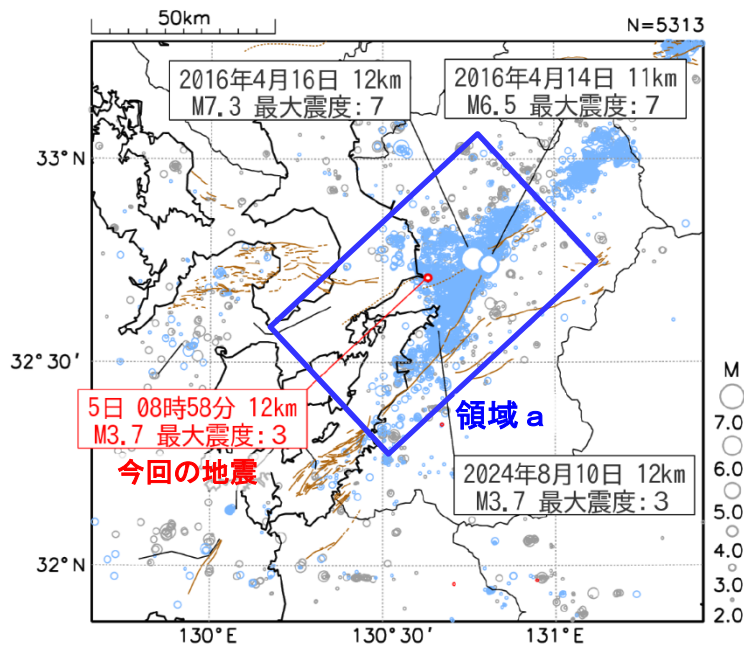 50km
N=5313
2016年4月16日 12km
M7.3 最大震度:7
2016年4月14日 11km
M6.5 最大震度:7
33°N
32°30′
32°N
5日 08時58分 12km
M3.7 最大震度:3
今回の地震
領域a
2024年8月10日 12km
M3.7 最大震度:3
M
7.0
6.0
5.0
4.0
3.0
2.0
130°E
130°30′
131°E